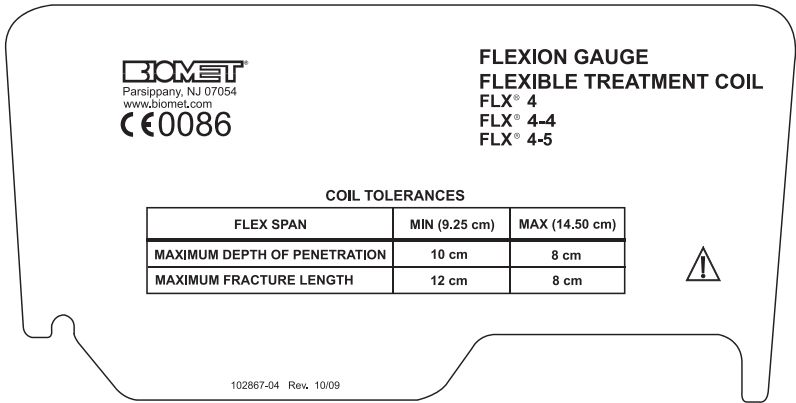 BIOMET®
Parsippany, NJ 07054
www.biomet.com
CE0086
FLEXION GAUGE
FLEXIBLE TREATMENT COIL
FLX® 4
FLX® 4-4
FLX® 4-5
COIL TOLERANCES
FLEX SPAN MIN (9.25 cm) MAX (14.50 cm)
MAXIMUM DEPTH OF PENETRATION 10 cm 8 cm
MAXIMUM FRACTURE LENGTH 12 cm 8 cm
102867-04 Rev. 10/09